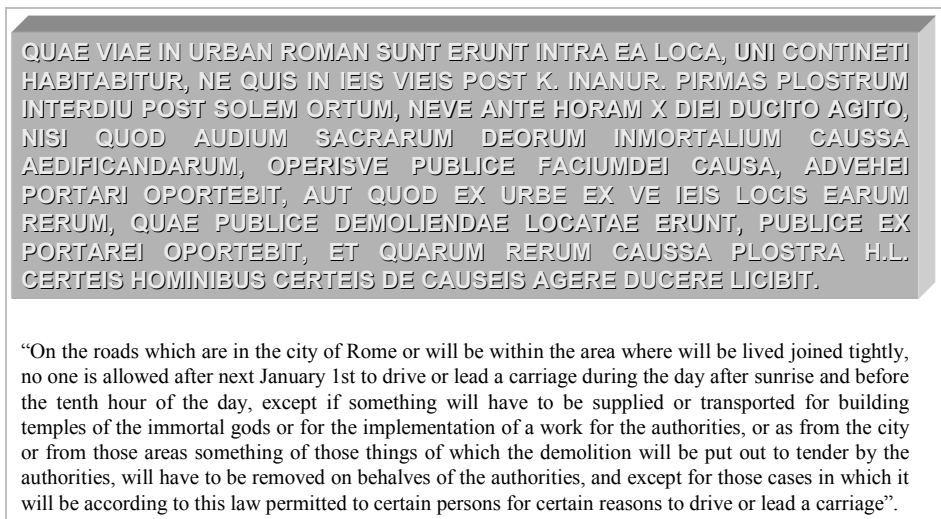 QUAE VIAE IN URBAN ROMAN SUNT ERUNT INTRA EA LOCA, UNI CONTINETI
HABITABITUR, NE QUIS IN IEIS VIEIS POST K. INANUR. PIRMAS PLOSTRUM
INTERDIU POST SOLEM ORTUM, NEVE ANTE HORAM X DIEI DUCITO AGITO,
NISI QUOD AUDIUM SACRARUM DEORUM INMORTALIUM CAUSSA
AEDIFICANDARUM, OPERISVE PUBLICE FACIUMDEI CAUSA, ADVEHEI
PORTARI OPORTEBIT, AUT QUOD EX URBE EX VE IEIS LOCIS EARUM
RERUM, QUAE PUBLICE DEMOLIENDAE LOCATAE ERUNT, PUBLICE EX
PORTAREI OPORTEBIT, ET QUARUM RERUM CAUSSA PLOSTRA H.L.
CERTEIS HOMINIBUS CERTEIS DE CAUSEIS AGERE DUCERE LICIBIT.
“On the roads which are in the city of Rome or will be within the area where will be lived joined tightly,
no one is allowed after next January 1st to drive or lead a carriage during the day after sunrise and before
the tenth hour of the day, except if something will have to be supplied or transported for building
temples of the immortal gods or for the implementation of a work for the authorities, or as from the city
or from those areas something of those things of which the demolition will be put out to tender by the
authorities, will have to be removed on behalves of the authorities, and except for those cases in which it
will be according to this law permitted to certain persons for certain reasons to drive or lead a carriage”.